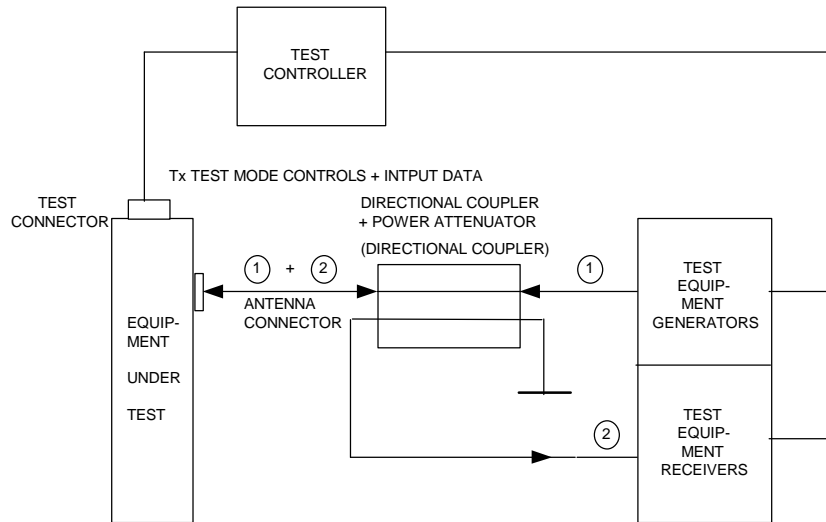 TEST
CONTROLLER
Tx TEST MODE CONTROLS + INTPUT DATA
TEST
CONNECTOR
DIRECTIONAL COUPLER
+ POWER ATTENUATOR
(DIRECTIONAL COUPLER)
1 + 2
1
ANTENNA
CONNECTOR
TEST
EQUIP-
MENT
GENERATORS
EQUIP-
MENT
UNDER
TEST
2
TEST
EQUIP-
MENT
RECEIVERS